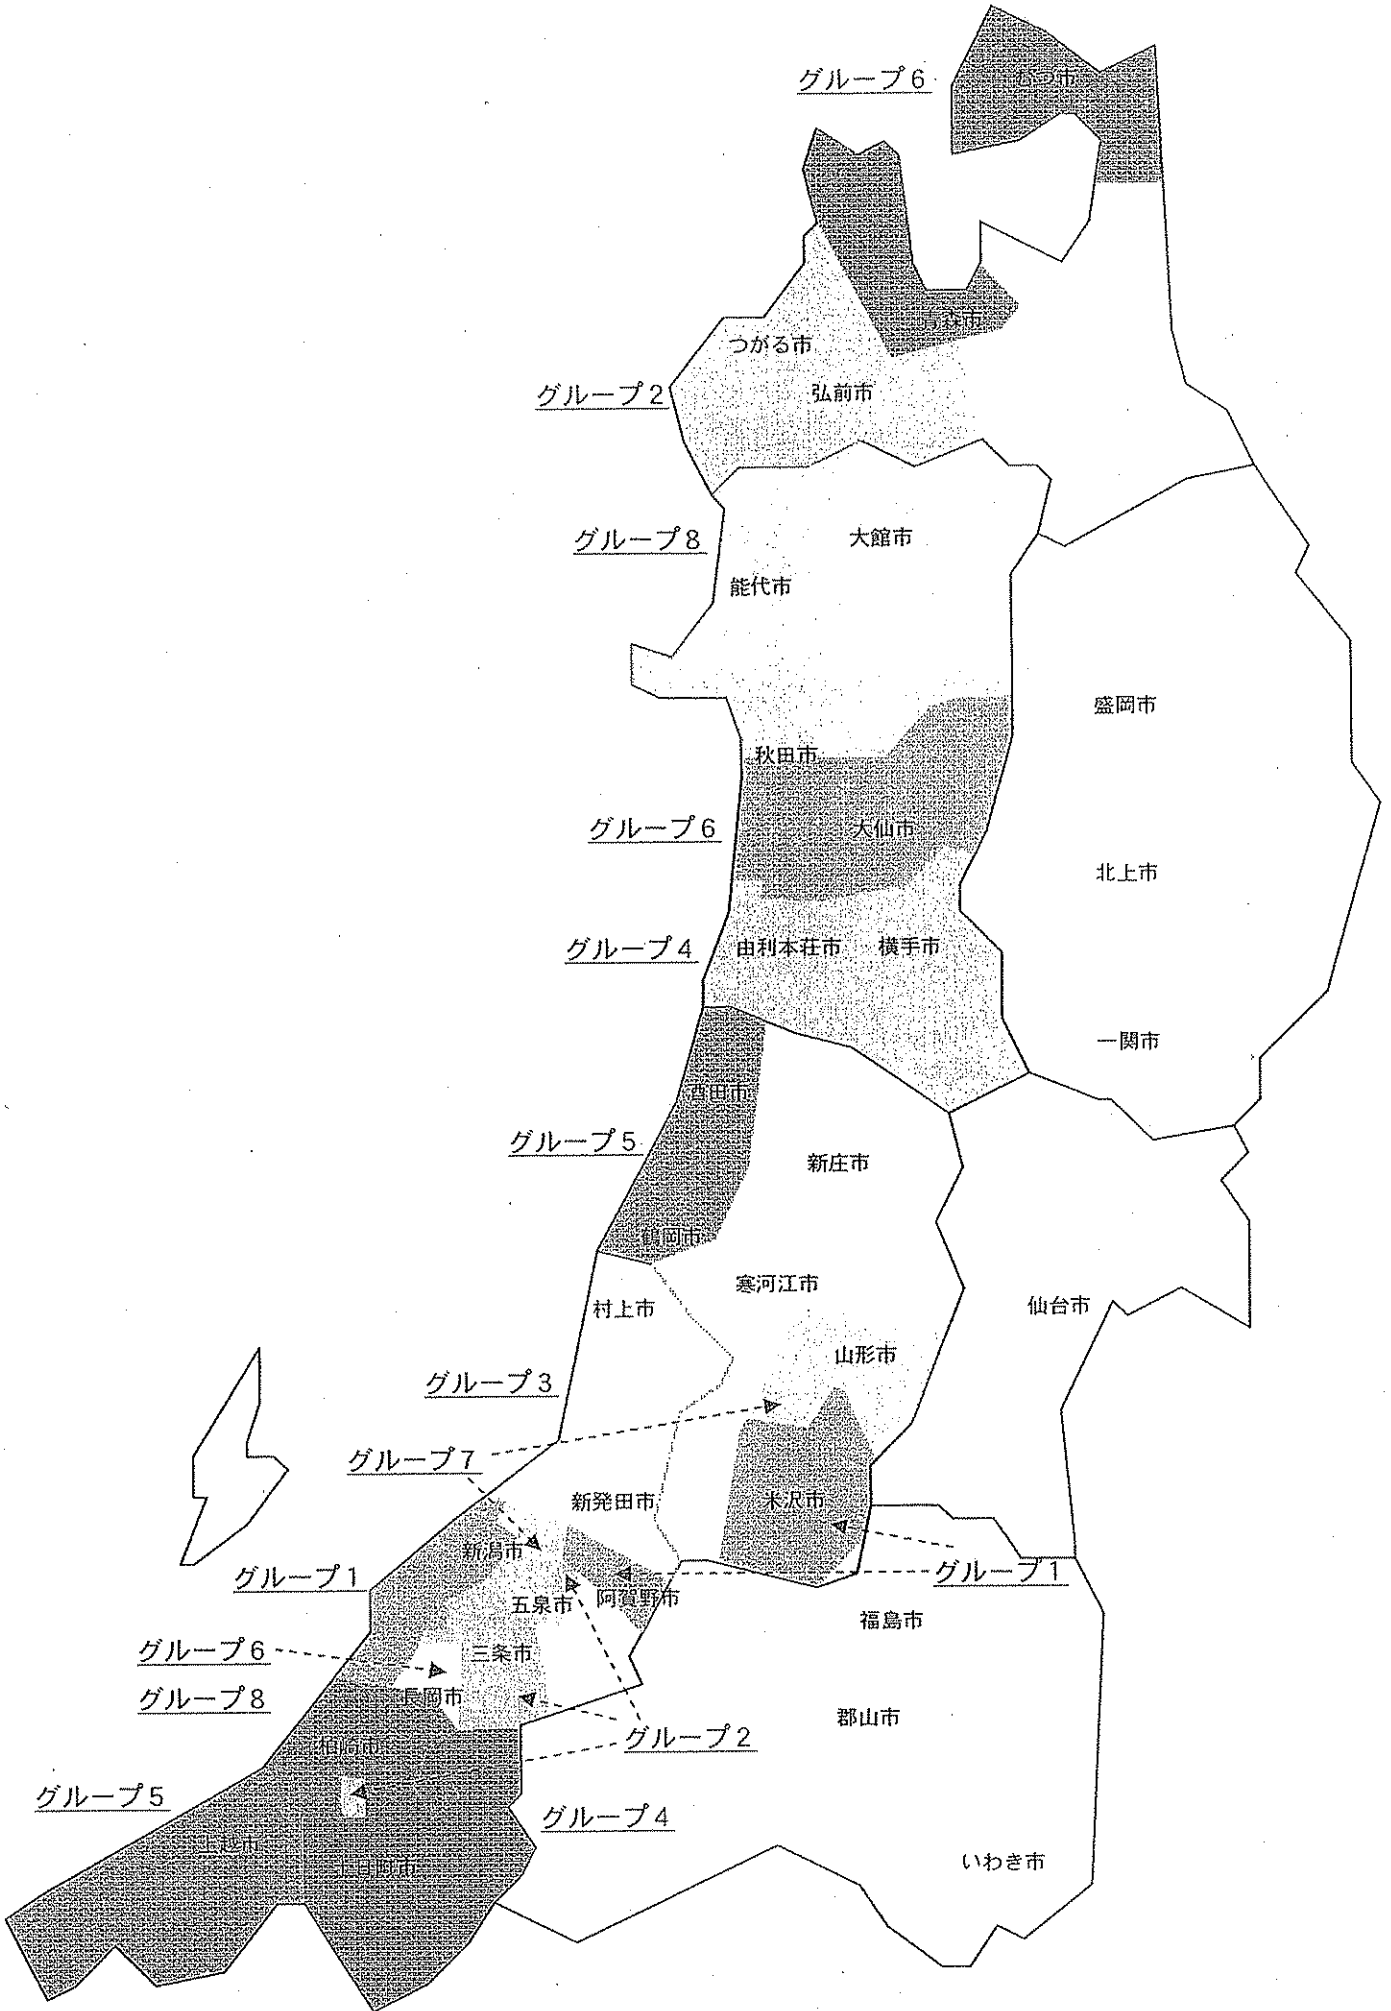 グループ6
むつ市
青森市
つがる市
グループ2
弘前市
グループ8
大館市
能代市
盛岡市
秋田市
グループ6
大仙市
北上市
グループ4
由利本荘市
横手市
一関市
酒田市
グループ5
新庄市
鶴岡市
寒河江市
村上市
仙台市
山形市
グループ3
グループ7
新発田市
米沢市
新潟市
グループ1
グループ1
五泉市
阿賀野市
福島市
グループ6
三条市
グループ8
長岡市
郡山市
グループ2
柏崎市
グループ5
グループ4
上越市
十日町市
いわき市